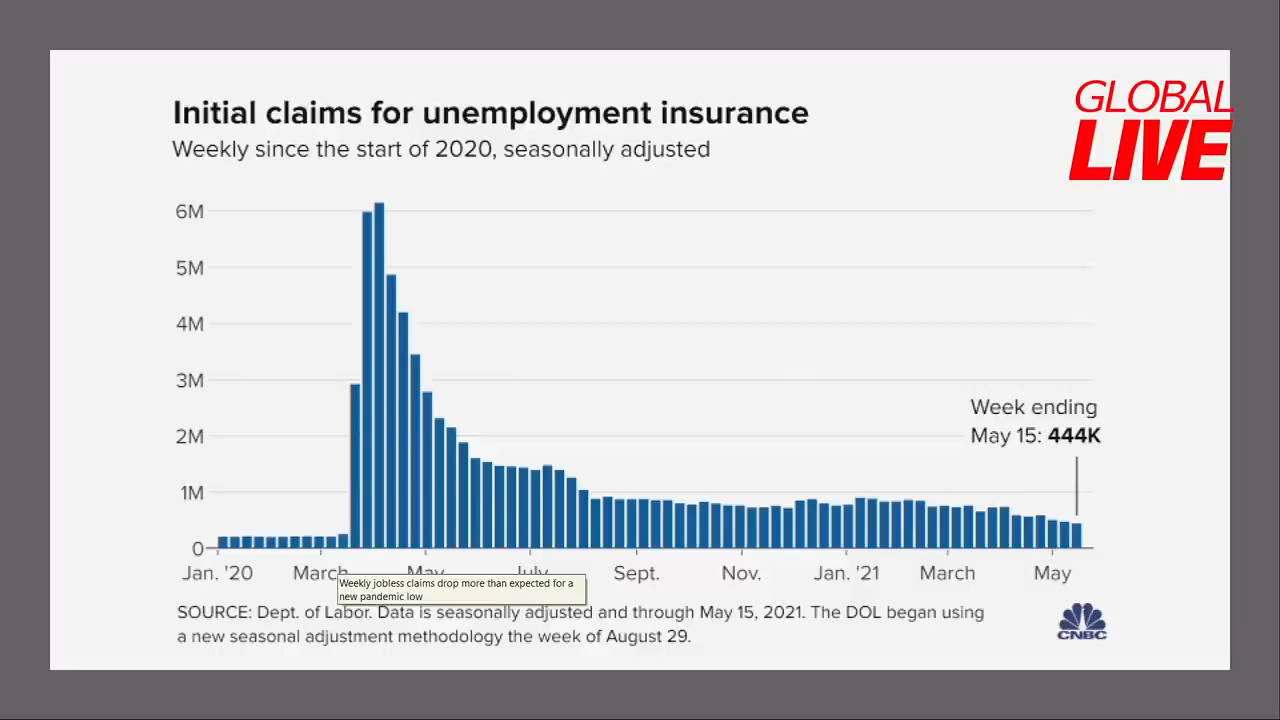 GLOBAL
LIVE
Initial claims for unemployment insurance
Weekly since the start of 2020, seasonally adjusted
6M
5M
4M
3M
Week ending
May 15: 444K
2M
1M
0
Jan. '20 March May July Sept. Nov. Jan. '21 March May
Weekly jobless claims drop more than expected for a
new pandemic low
SOURCE: Dept. of Labor. Data is seasonally adjusted and through May 15, 2021. The DOL began using
a new seasonal adjustment methodology the week of August 29.
CNBC